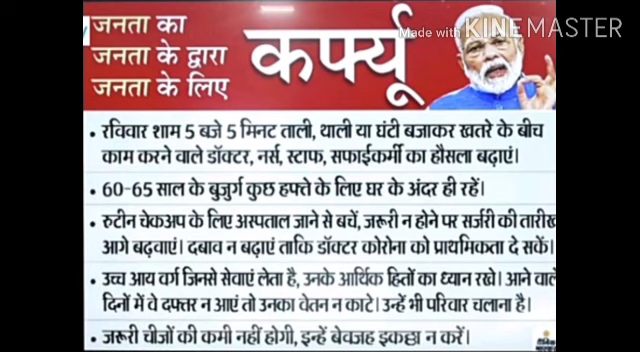 जनता का
जनता के द्वारा
जनता के लिए
कर्फ्यू
Made with KINEMASTER
• रविवार शाम 5 बजे 5 मिनट ताली, थाली या घंटी बजाकर खतरे के बीच
काम करने वाले डॉक्टर, नर्स, स्टाफ, सफाईकर्मी का हौसला बढ़ाएं।
• 60-65 साल के बुजुर्ग कुछ हफ्ते के लिए घर के अंदर ही रहें।
• रुटीन चेकअप के लिए अस्पताल जाने से बचें, जरूरी न होने पर सर्जरी की तारीख
आगे बढ़वाएं। दबाव न बढ़ाएं ताकि डॉक्टर कोरोना को प्राथमिकता दे सकें।
• उच्च आय वर्ग जिनसे सेवाएं लेता है, उनके आर्थिक हितों का ध्यान रखे। आने वाले
दिनों में वे दफ्तर न आएं तो उनका वेतन न काटे। उन्हें भी परिवार चलाना है।
• जरूरी चीजों की कमी नहीं होगी, इन्हें बेवजह इकट्ठा न करें।